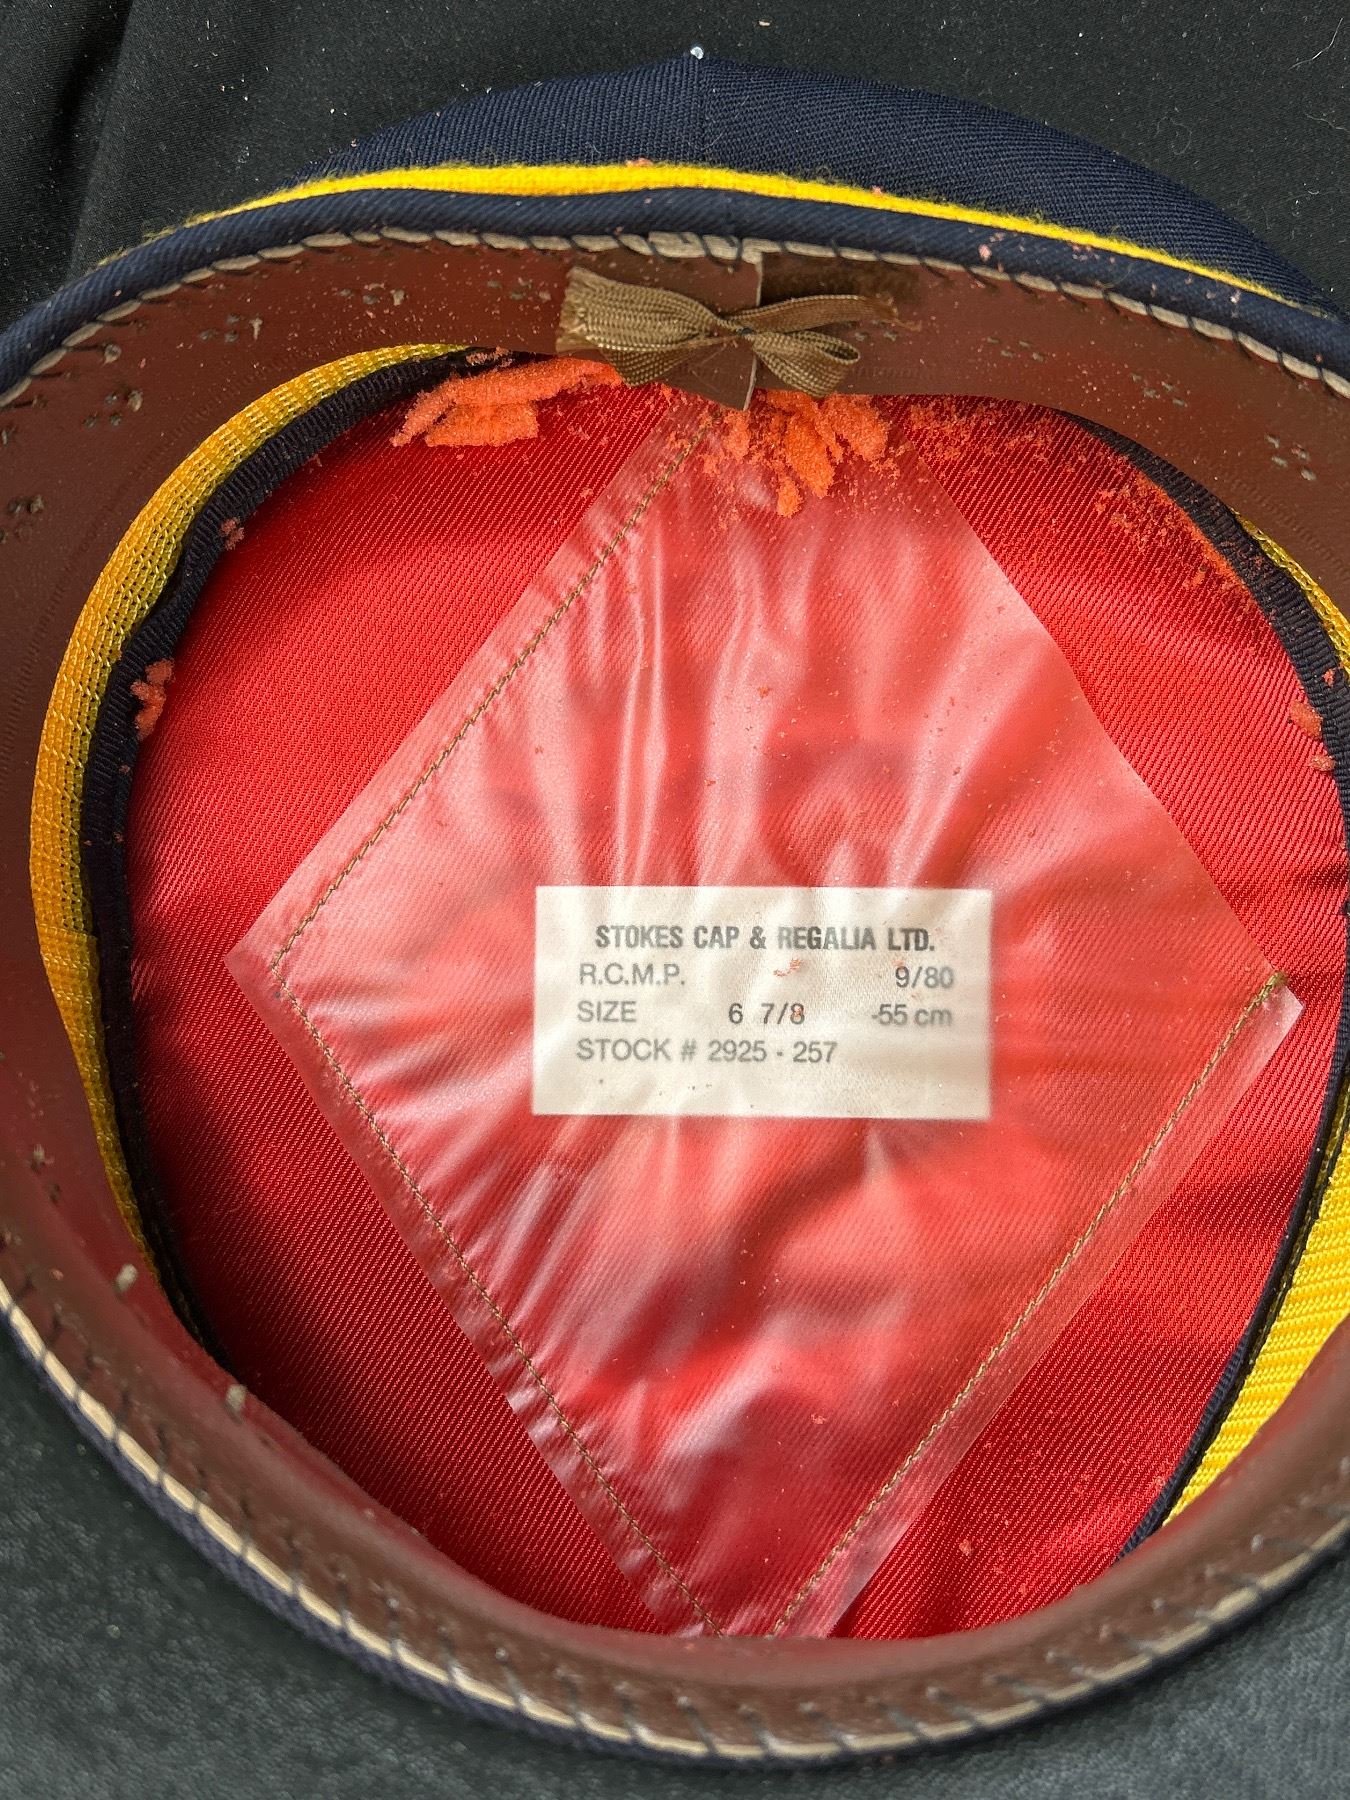 STOKES CAP & REGALIA LTD.
R.C.M.P. 9/80
SIZE 6 7/8 -55 cm
STOCK # 2925 - 257